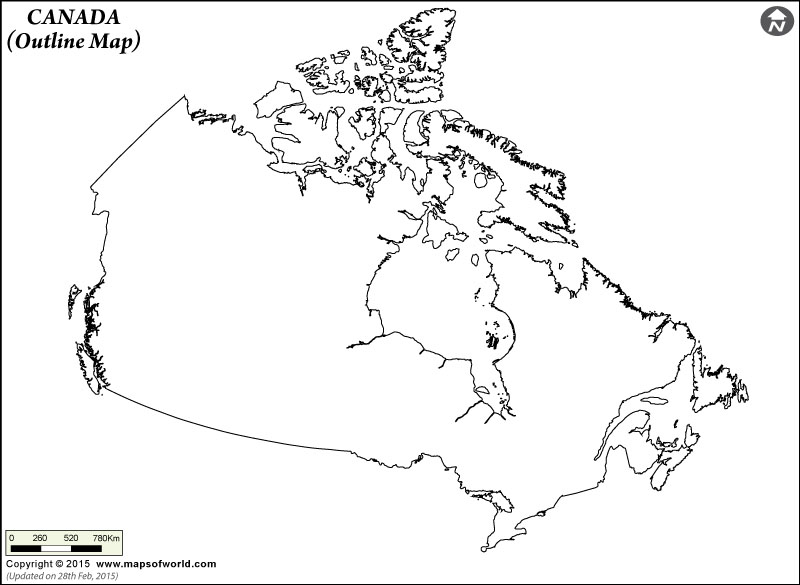 CANADA
(Outline Map)
N
0 260 520 780Km
Copyright © 2015 www.mapsofworld.com
(Updated on 28th Feb, 2015)